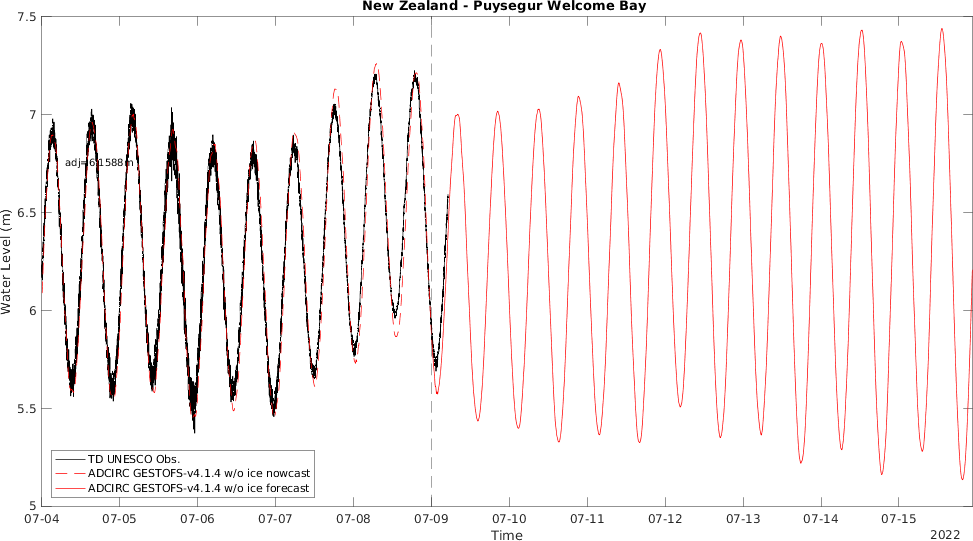 New Zealand - Puysegur Welcome Bay
7.5
7
6.5
6
5.5
5
Water Level (m)
adj=6.1588m
TD UNESCO Obs.
ADCIRC GESTOFS-v4.1.4 w/o ice nowcast
ADCIRC GESTOFS-v4.1.4 w/o ice forecast
07-04 07-05 07-06 07-07 07-08 07-09 07-10 07-11 07-12 07-13 07-14 07-15
Time
2022